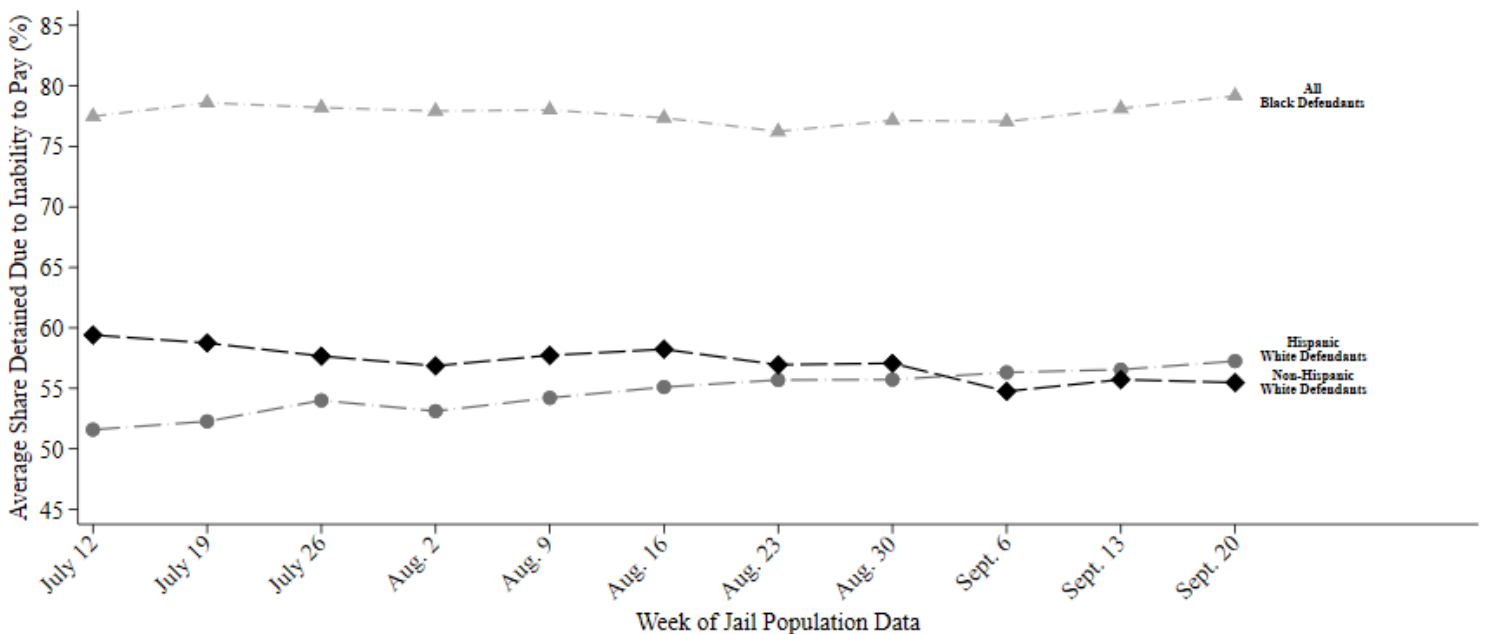 Average Share Detained Due to Inability to Pay (%)
85
80
75
70
65
60
55
50
45
All
Black Defendants
Hispanic
White Defendants
Non-Hispanic
White Defendants
July 12
July 19
July 26
Aug. 2
Aug. 9
Aug. 16
Aug. 23
Aug. 30
Sept. 6
Sept. 13
Sept. 20
Week of Jail Population Data